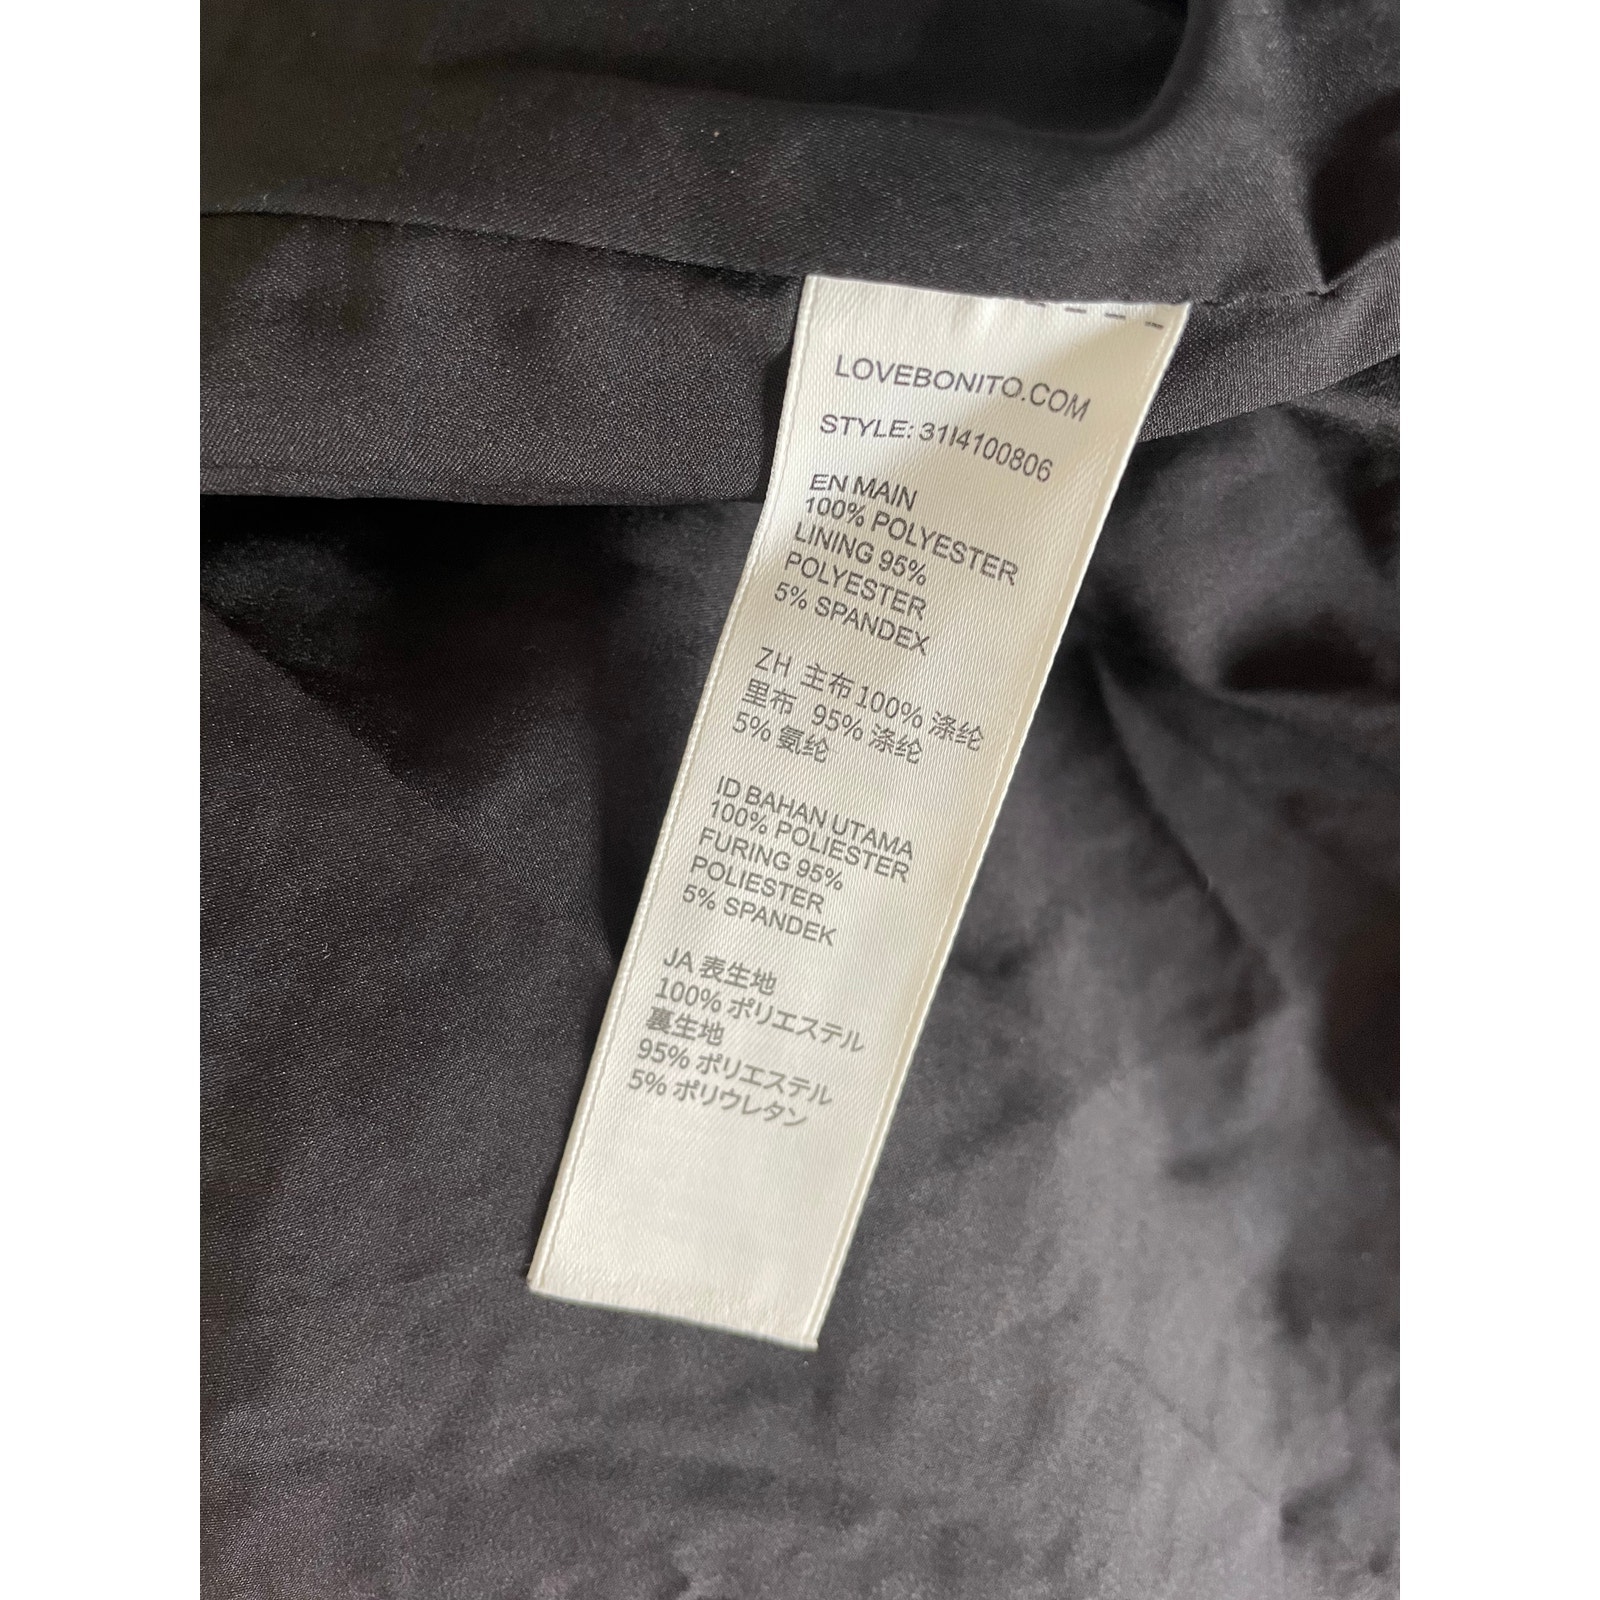 LOVEBONITO.COM
STYLE: 31I4100806
EN MAIN
100% POLYESTER
LINING 95%
POLYESTER
5% SPANDEX
ZH 主布 100% 涤纶
里布 95% 涤纶
5% 氨纶
ID BAHAN UTAMA
100% POLIESTER
FURING 95%
POLIESTER
5% SPANDEK
JA 表生地
100% ポリエステル
裏生地
95% ポリエステル
5% ポリウレタン